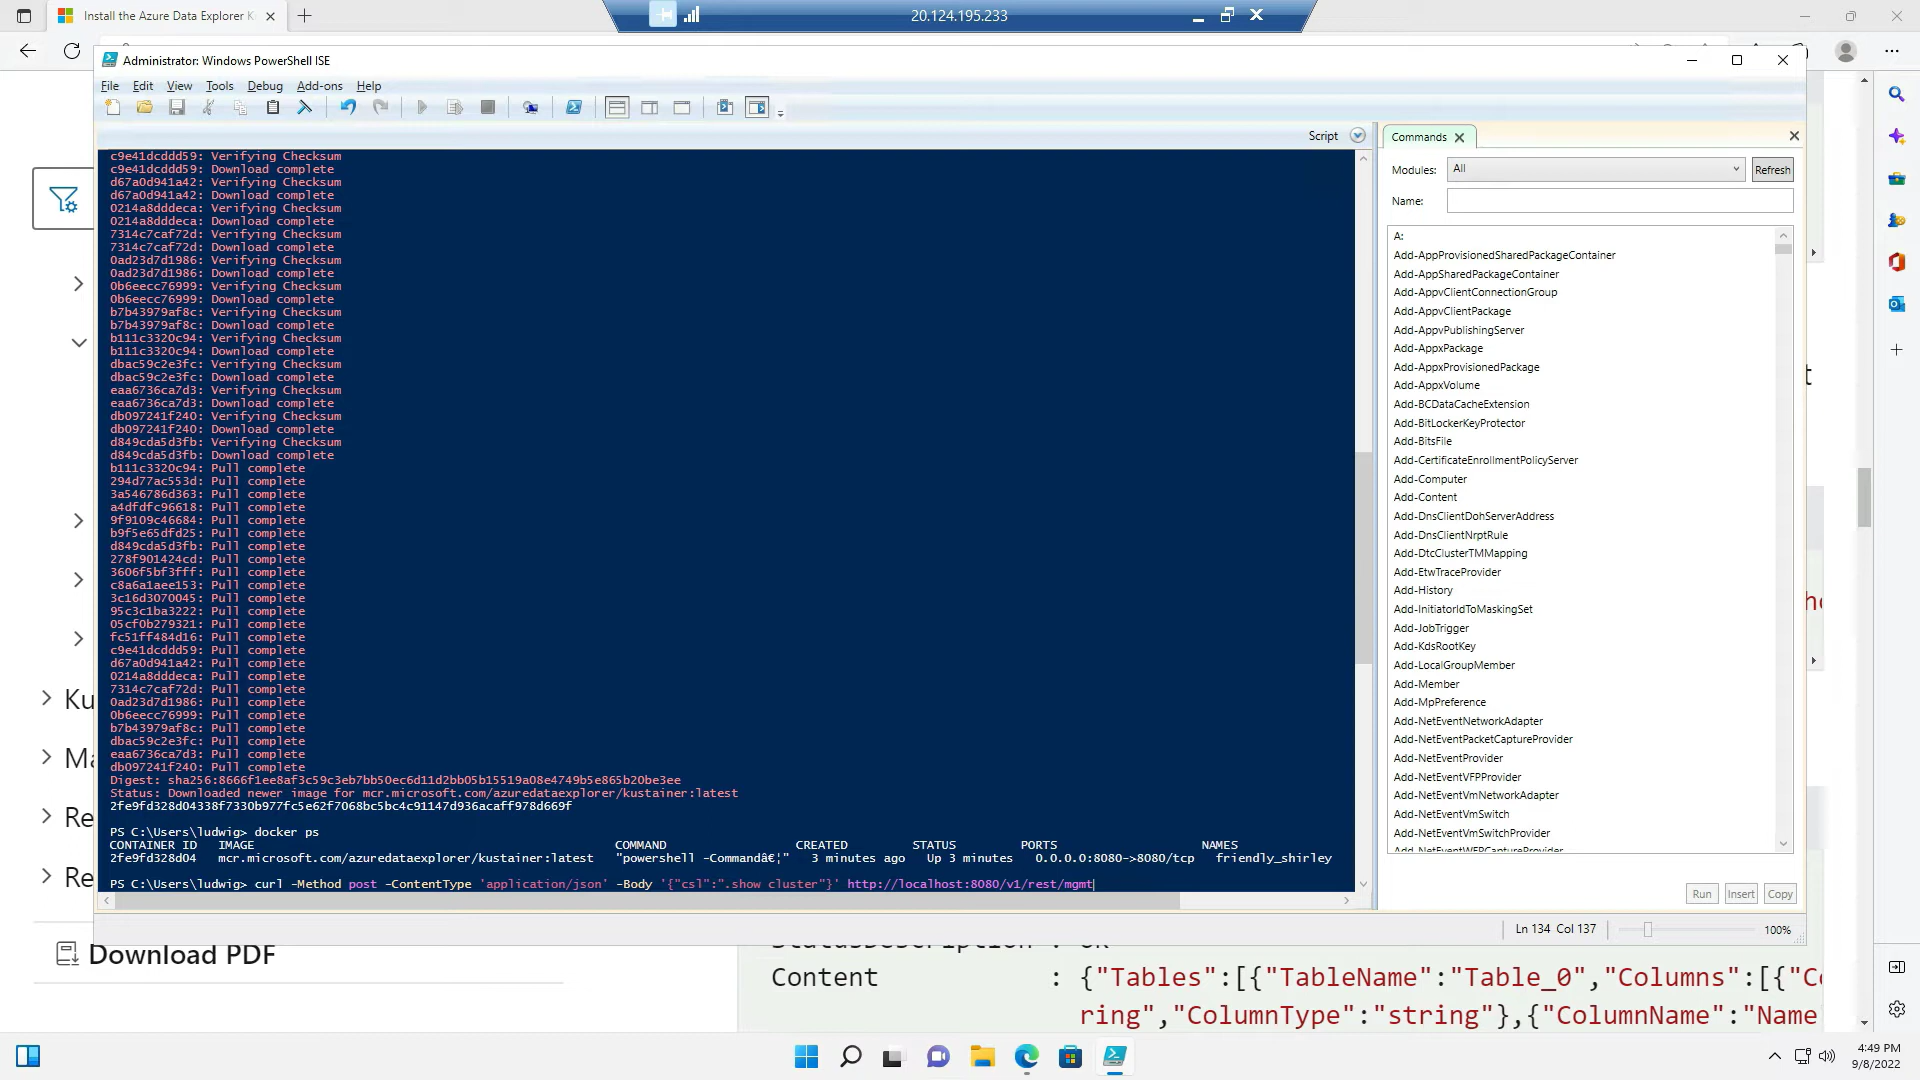 Install the Azure Data Explorer K
20.124.195.233
Administrator: Windows PowerShell ISE
File Edit View Tools Debug Add-ons Help
Script
c9e41dcddd59: Verifying Checksum
c9e41dcddd59: Download complete
d67a0d941a42: Verifying Checksum
d67a0d941a42: Download complete
0214a8dddeca: Verifying Checksum
0214a8dddeca: Download complete
7314c7caf72d: Verifying Checksum
7314c7caf72d: Download complete
0ad23d7d1986: Verifying Checksum
0ad23d7d1986: Download complete
0b6eecc76999: Verifying Checksum
0b6eecc76999: Download complete
b7b43979af8c: Verifying Checksum
b7b43979af8c: Download complete
b111c3320c94: Verifying Checksum
b111c3320c94: Download complete
dbac59c2e3fc: Verifying Checksum
dbac59c2e3fc: Download complete
eaa6736ca7d3: Verifying Checksum
eaa6736ca7d3: Download complete
db097241f240: Verifying Checksum
db097241f240: Download complete
d849cda5d3fb: Verifying Checksum
d849cda5d3fb: Download complete
b111c3320c94: Pull complete
294d77ac553d: Pull complete
3a546786d363: Pull complete
a4dfdfc96618: Pull complete
9f9109c46684: Pull complete
b9f5e65dfd25: Pull complete
d849cda5d3fb: Pull complete
278f901424cd: Pull complete
3606f5bf3fff: Pull complete
c8a6a1aee153: Pull complete
3c16d3070045: Pull complete
95c3c1ba3222: Pull complete
05cf0b279321: Pull complete
fc51ff484d16: Pull complete
c9e41dcddd59: Pull complete
d67a0d941a42: Pull complete
0214a8dddeca: Pull complete
7314c7caf72d: Pull complete
0ad23d7d1986: Pull complete
0b6eecc76999: Pull complete
b7b43979af8c: Pull complete
dbac59c2e3fc: Pull complete
eaa6736ca7d3: Pull complete
db097241f240: Pull complete
Digest: sha256:8666f1ee8af3c59c3eb7bb50ec6d11d2bb05b15519a08e4749b5e865b20be3ee
Status: Downloaded newer image for mcr.microsoft.com/azuredataexplorer/kustainer:latest
2fe9fd328d04338f7330b977fc5e62f7068bc5bc4c91147d936acaff978d669f
PS C:\Users\ludwig> docker ps
CONTAINER ID IMAGE COMMAND CREATED STATUS PORTS NAMES
2fe9fd328d04 mcr.microsoft.com/azuredataexplorer/kustainer:latest "powershell -Commandâ€¦" 3 minutes ago Up 3 minutes 0.0.0.0:8080->8080/tcp friendly_shirley
PS C:\Users\ludwig> curl -Method post -ContentType 'application/json' -Body '{"csl":".show cluster"}' http://localhost:8080/v1/rest/mgmt
Commands
Modules: All Refresh
Name:
A:
Add-AppProvisionedSharedPackageContainer
Add-AppSharedPackageContainer
Add-AppvClientConnectionGroup
Add-AppvClientPackage
Add-AppvPublishingServer
Add-AppxPackage
Add-AppxProvisionedPackage
Add-AppxVolume
Add-BCDataCacheExtension
Add-BitLockerKeyProtector
Add-BitsFile
Add-CertificateEnrollmentPolicyServer
Add-Computer
Add-Content
Add-DnsClientDohServerAddress
Add-DnsClientNrptRule
Add-DtcClusterTMMapping
Add-EtwTraceProvider
Add-History
Add-InitiatorIdToMaskingSet
Add-JobTrigger
Add-KdsRootKey
Add-LocalGroupMember
Add-Member
Add-MpPreference
Add-NetEventNetworkAdapter
Add-NetEventPacketCaptureProvider
Add-NetEventProvider
Add-NetEventVFPProvider
Add-NetEventVmNetworkAdapter
Add-NetEventVmSwitch
Add-NetEventVmSwitchProvider
Add-NetEventWFPCaptureProvider
Run Insert Copy
Ln 134 Col 137 100%
Ku
Ma
Re
Re
Download PDF
StatusDescription : OK
Content : {"Tables":[{"TableName":"Table_0","Columns":[{"Co
ring","ColumnType":"string"},{"ColumnName":"Name
4:49 PM
9/8/2022